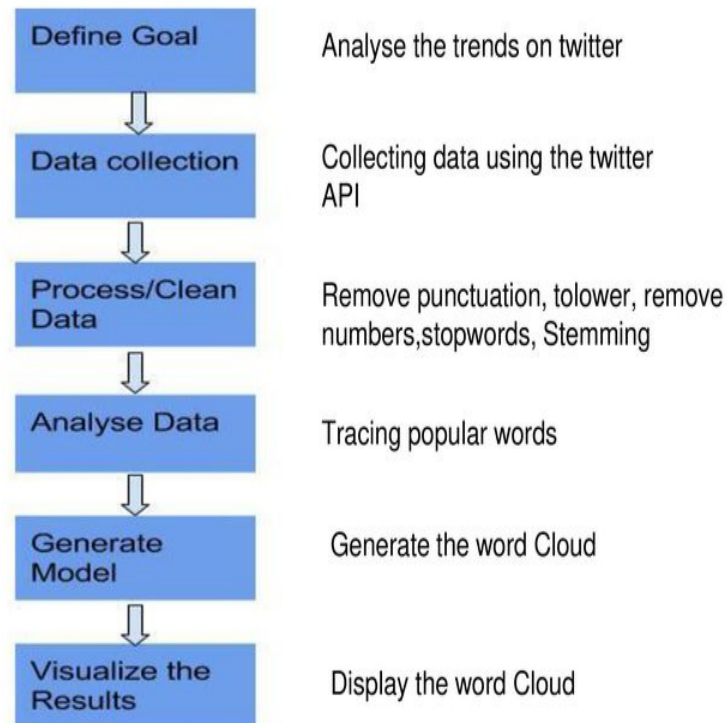 Define Goal
Analyse the trends on twitter
Data collection
Collecting data using the twitter
API
Process/Clean
Data
Remove punctuation, tolower, remove
numbers,stopwords, Stemming
Analyse Data
Tracing popular words
Generate
Model
Generate the word Cloud
Visualize the
Results
Display the word Cloud